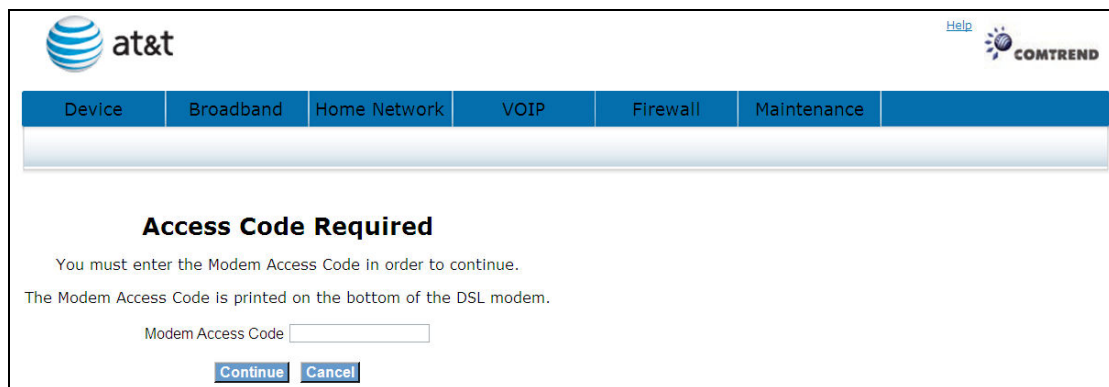 at&t
Help
COMTREND
Device Broadband Home Network VOIP Firewall Maintenance
Access Code Required
You must enter the Modem Access Code in order to continue.
The Modem Access Code is printed on the bottom of the DSL modem.
Modem Access Code
Continue Cancel